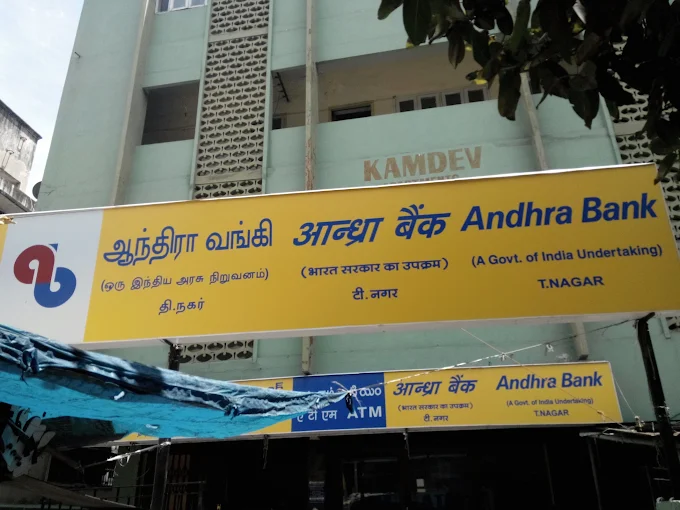 KAMDEV
ஆந்திரா வங்கி
(ஒரு இந்திய அரசு நிறுவனம்)
தி.நகர்
आन्ध्रा बैंक
(भारत सरकार का उपक्रम)
टी. नगर
Andhra Bank
(A Govt. of India Undertaking)
T.NAGAR
ए टी एम ATM
आन्ध्रा बैंक
(भारत सरकार का उपक्रम)
टी. नगर
Andhra Bank
(A Govt. of India Undertaking)
T.NAGAR